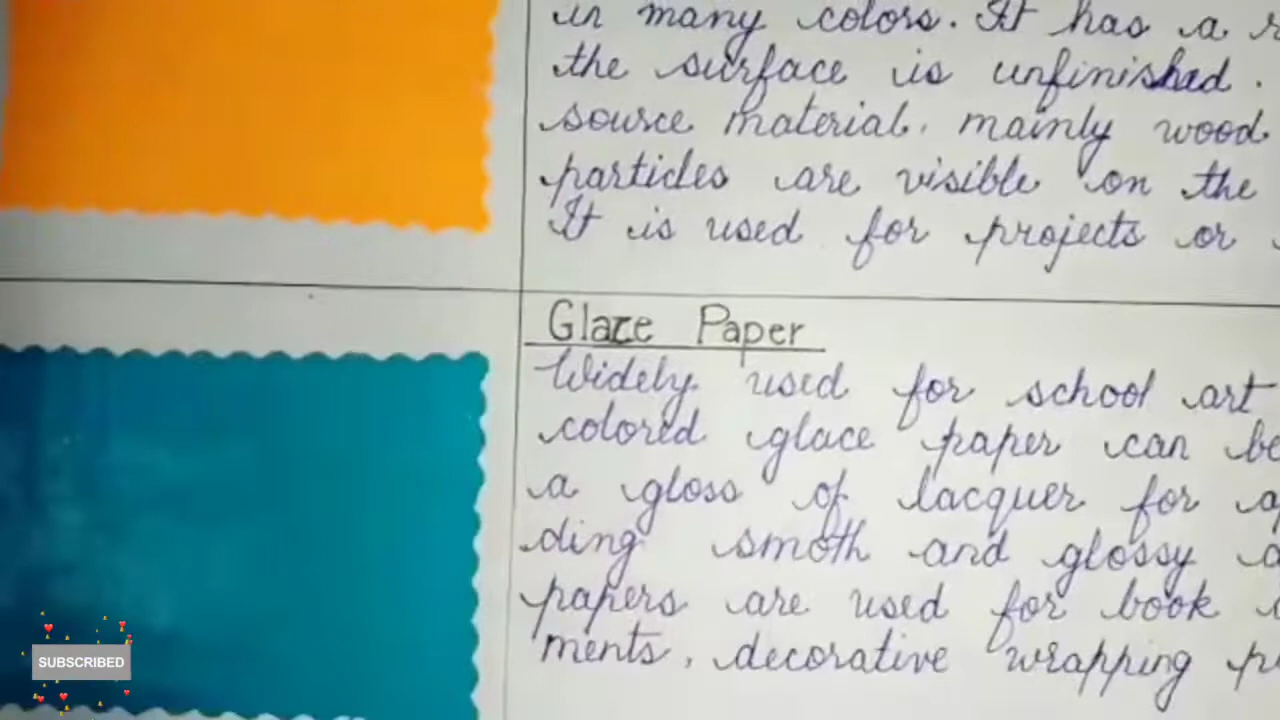 in many colors. It has a
the surface is unfinished.
source material, mainly wood
particles are visible on the
It is used for projects or
Glace Paper
Widely used for school art
colored glace paper can be
a gloss of lacquer for
ding smoth and glossy
papers are used for book
ments, decorative wrapping
SUBSCRIBED